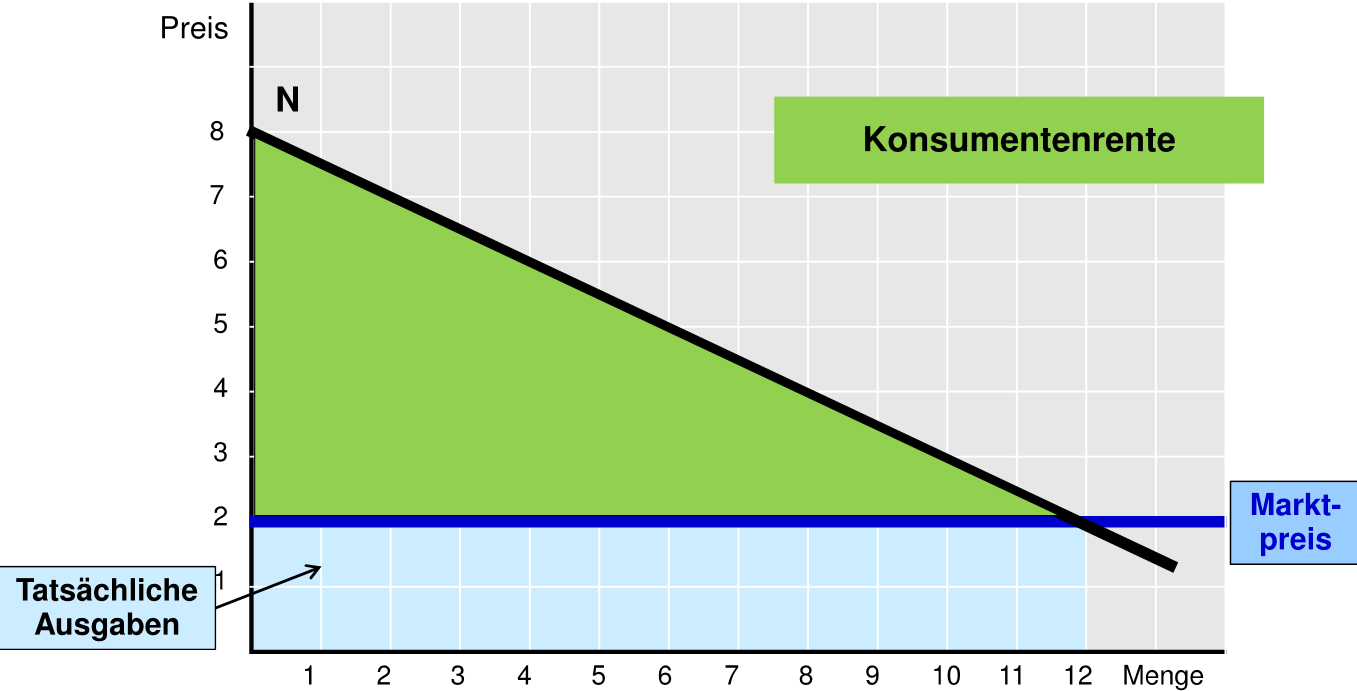 Preis
N
Konsumentenrente
8
7
6
5
4
3
2
1
Markt-
preis
Tatsächliche
Ausgaben
1 2 3 4 5 6 7 8 9 10 11 12 Menge